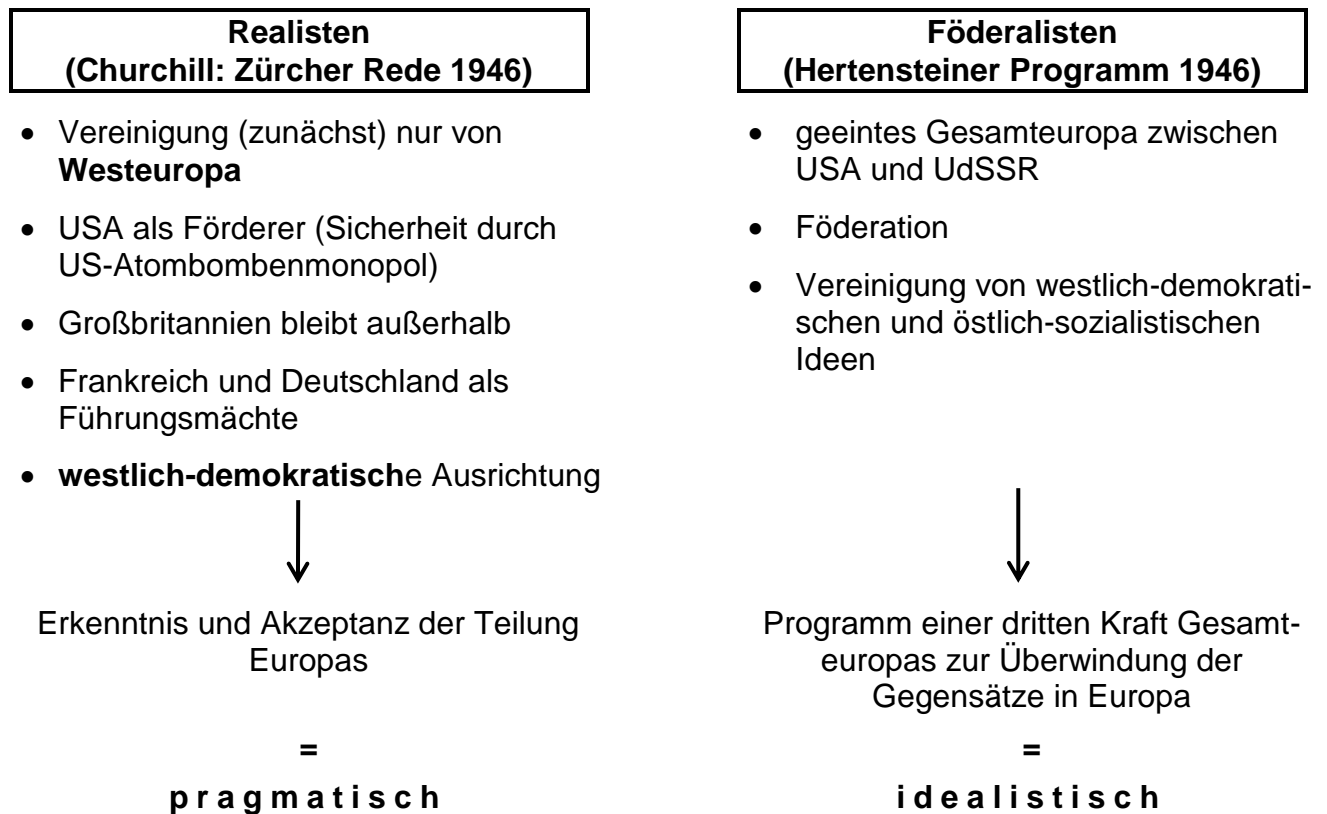 Realisten
(Churchill: Zürcher Rede 1946)
• Vereinigung (zunächst) nur von
Westeuropa
• USA als Förderer (Sicherheit durch
US-Atombombenmonopol)
• Großbritannien bleibt außerhalb
• Frankreich und Deutschland als
Führungsmächte
• westlich-demokratische Ausrichtung
Erkenntnis und Akzeptanz der Teilung
Europas
=
pragmatisch
Föderalisten
(Hertensteiner Programm 1946)
• geeintes Gesamteuropa zwischen
USA und UdSSR
• Föderation
• Vereinigung von westlich-demokrati-
schen und östlich-sozialistischen
Ideen
Programm einer dritten Kraft Gesamt-
europas zur Überwindung der
Gegensätze in Europa
=
idealistisch